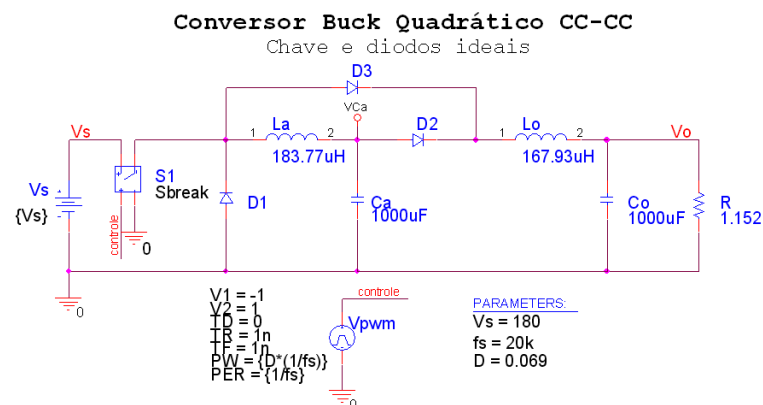 Conversor Buck Quadrático CC-CC
Chave e diodos ideais
D3
VCa
Vs
1 La 2
183.77uH
D2
1 Lo 2
167.93uH
Vo
Vs
{Vs}
S1
Sbreak
controle
0
D1
Ca
1000uF
Co
1000uF
R
1.152
0
V1 = -1
V2 = 1
TD = 0
TR = 1n
TF = 1n
PW = {D*(1/fs)}
PER = {1/fs}
controle
Vpwm
0
PARAMETERS:
Vs = 180
fs = 20k
D = 0.069